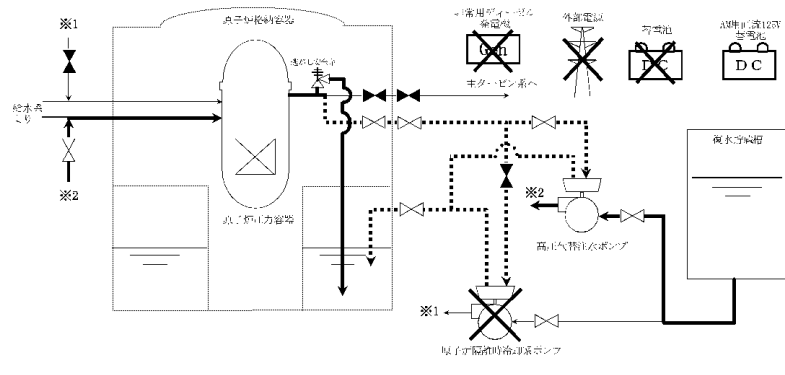 原子炉格納容器
非常用ディーゼル
発電機
Gen
外部電源
蓄電池
DC
AM用直流125V
蓄電池
DC
※1
逃がし安全弁
主タービン系へ
給水系
より
※2
原子炉圧力容器
復水貯蔵槽
※2
高圧代替注水ポンプ
※1
原子炉隔離時冷却系ポンプ